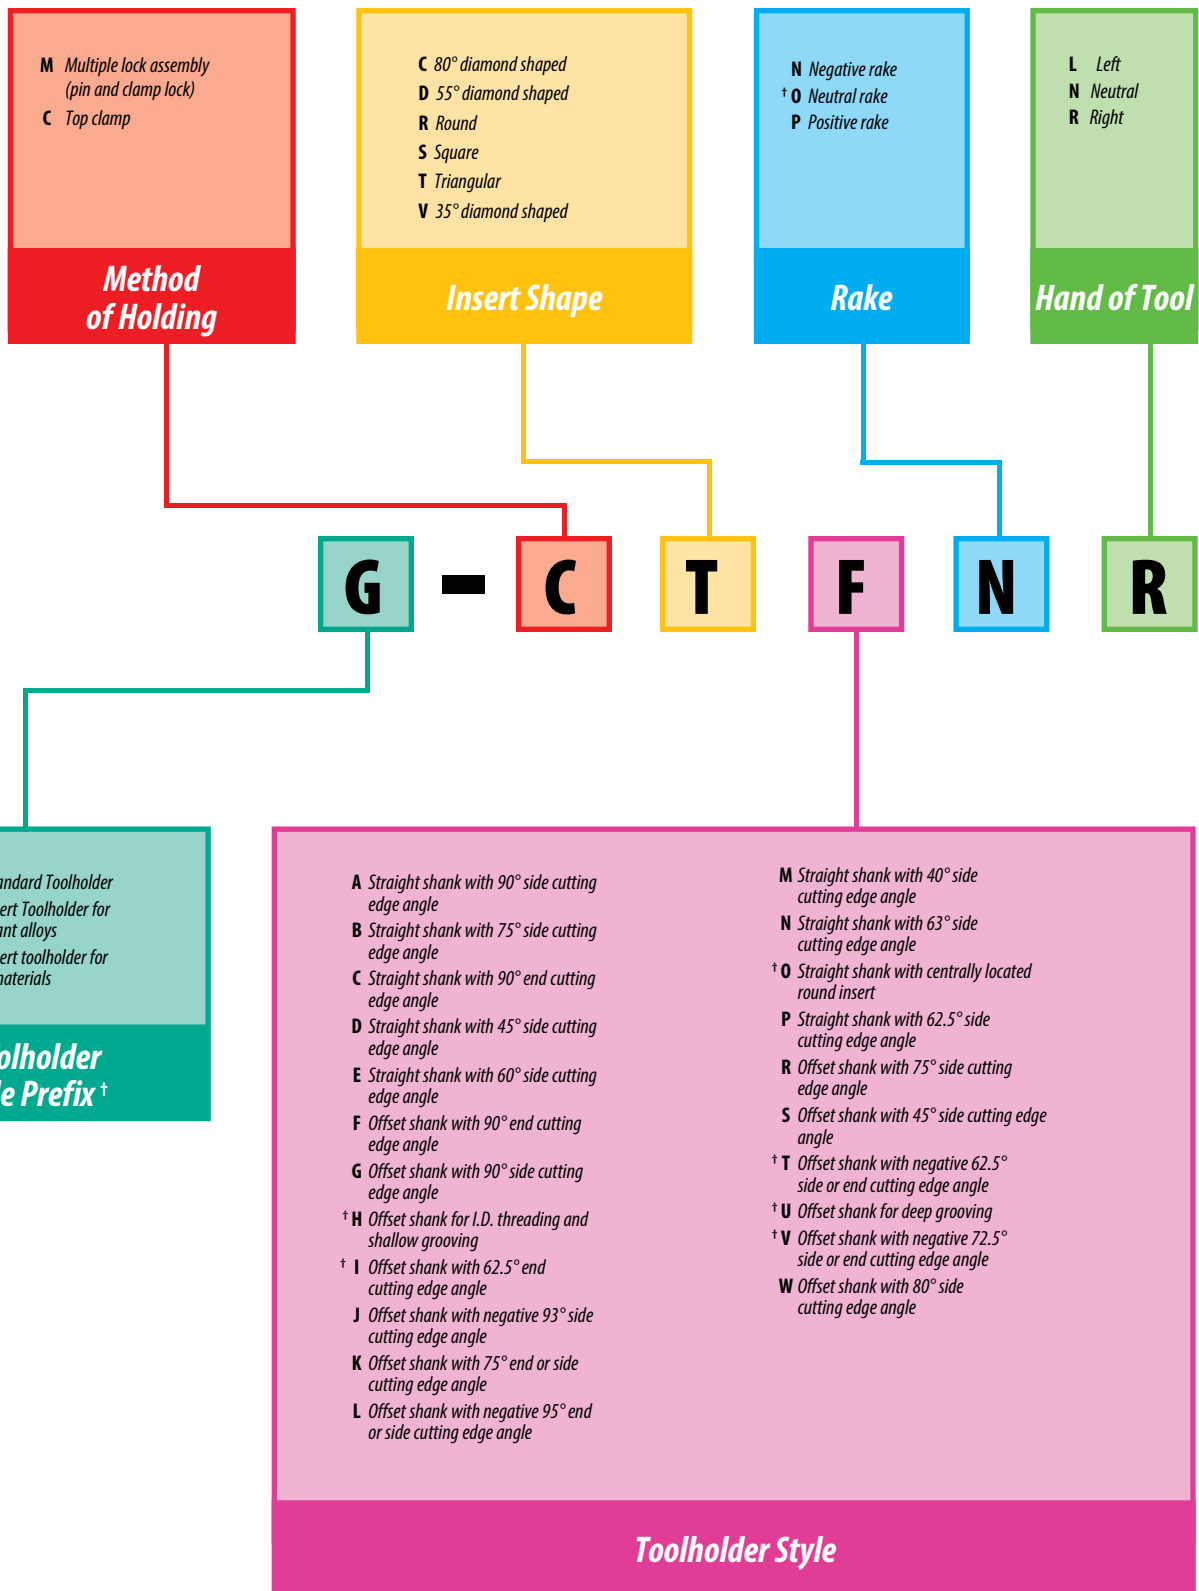 M Multiple lock assembly
(pin and clamp lock)
C Top clamp
Method
of Holding
C 80° diamond shaped
D 55° diamond shaped
R Round
S Square
T Triangular
V 35° diamond shaped
Insert Shape
N Negative rake
† O Neutral rake
P Positive rake
Rake
L Left
N Neutral
R Right
Hand of Tool
G - C T F N R
andard Toolholder
ert Toolholder for
ant alloys
ert toolholder for
naterials
olholder
le Prefix †
A Straight shank with 90° side cutting
edge angle
B Straight shank with 75° side cutting
edge angle
C Straight shank with 90° end cutting
edge angle
D Straight shank with 45° side cutting
edge angle
E Straight shank with 60° side cutting
edge angle
F Offset shank with 90° end cutting
edge angle
G Offset shank with 90° side cutting
edge angle
† H Offset shank for I.D. threading and
shallow grooving
† I Offset shank with 62.5° end
cutting edge angle
J Offset shank with negative 93° side
cutting edge angle
K Offset shank with 75° end or side
cutting edge angle
L Offset shank with negative 95° end
or side cutting edge angle
M Straight shank with 40° side
cutting edge angle
N Straight shank with 63° side
cutting edge angle
† O Straight shank with centrally located
round insert
P Straight shank with 62.5° side
cutting edge angle
R Offset shank with 75° side cutting
edge angle
S Offset shank with 45° side cutting edge
angle
† T Offset shank with negative 62.5°
side or end cutting edge angle
† U Offset shank for deep grooving
† V Offset shank with negative 72.5°
side or end cutting edge angle
W Offset shank with 80° side
cutting edge angle
Toolholder Style